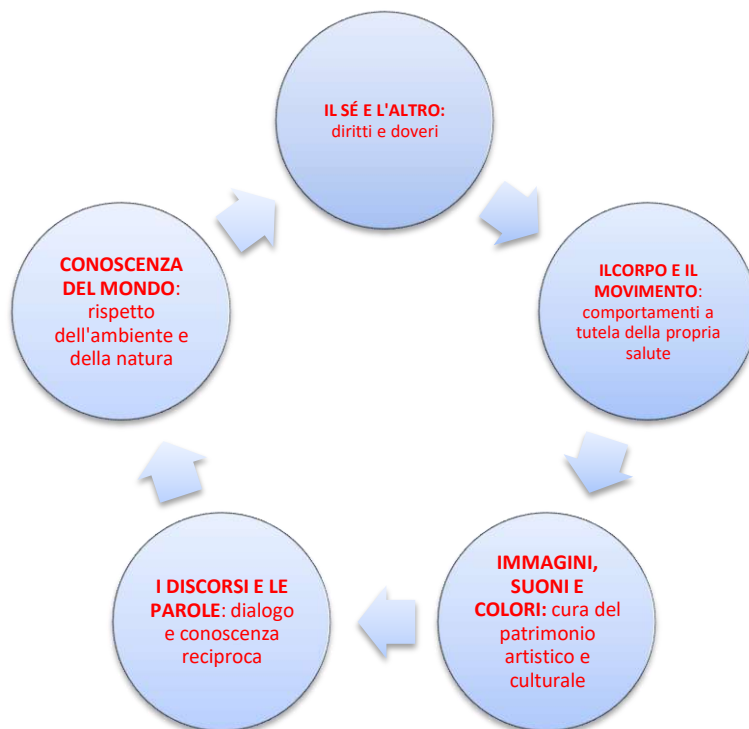 IL SÉ E L'ALTRO:
diritti e doveri
ILCORPO E IL
MOVIMENTO:
comportamenti a
tutela della propria
salute
IMMAGINI,
SUONI E
COLORI: cura del
patrimonio
artistico e
culturale
I DISCORSI E LE
PAROLE: dialogo
e conoscenza
reciproca
CONOSCENZA
DEL MONDO:
rispetto
dell'ambiente e
della natura